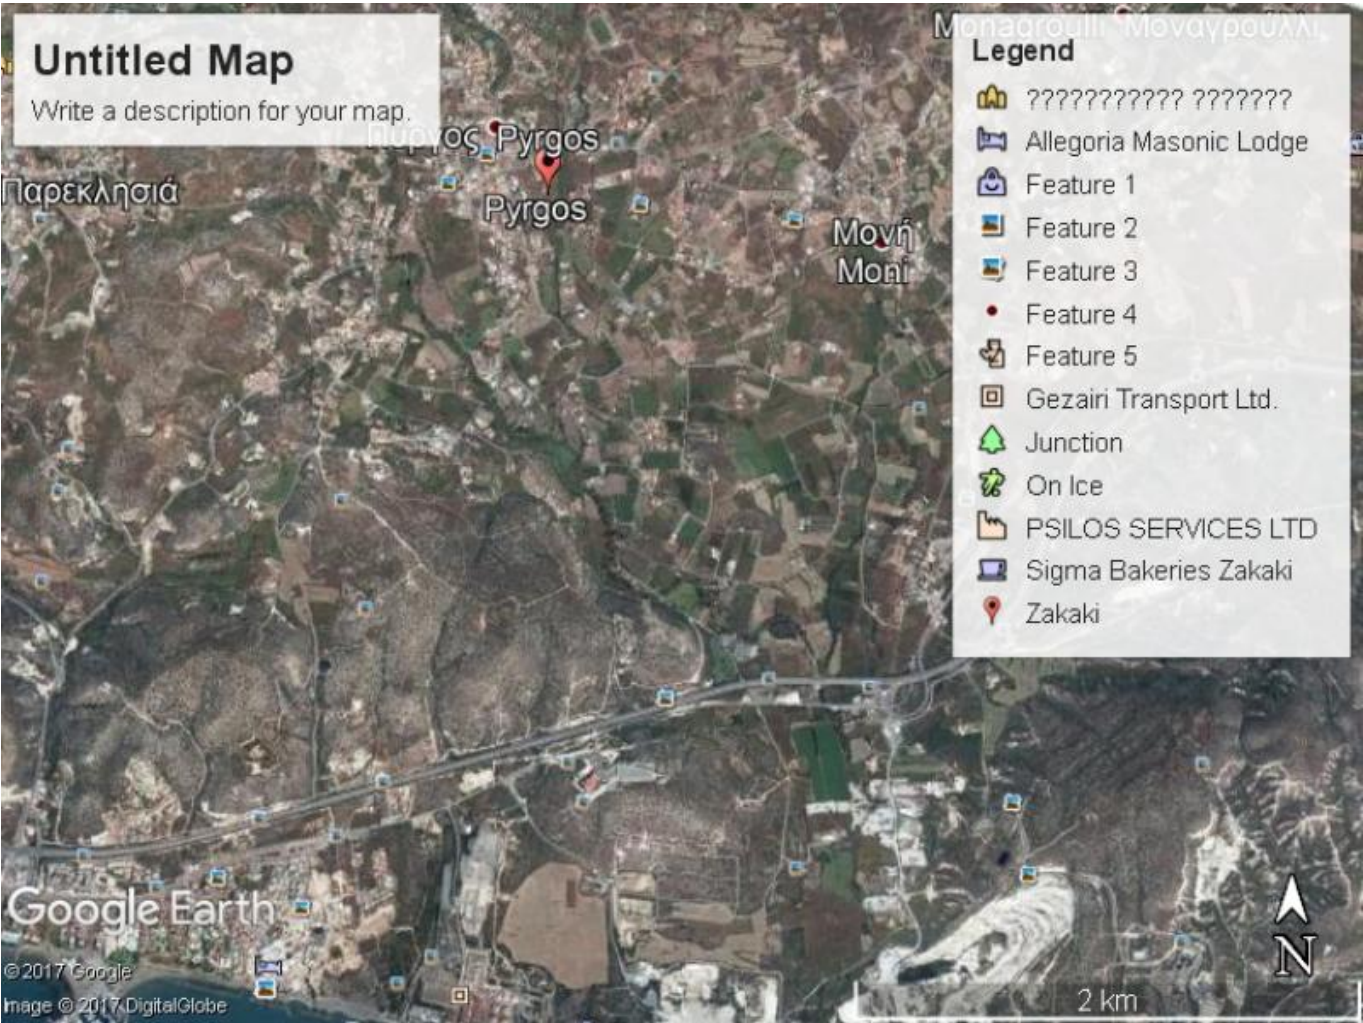 Untitled Map
Write a description for your map.
Monagroulli Μοναγρούλλι
Legend
??????????? ???????
Allegoria Masonic Lodge
Feature 1
Feature 2
Feature 3
Feature 4
Feature 5
Gezairi Transport Ltd.
Junction
On Ice
PSILOS SERVICES LTD
Sigma Bakeries Zakaki
Zakaki
Πύργος Pyrgos
Pyrgos
Παρεκλησιά
Μονή
Moni
Google Earth
© 2017 Google
Image © 2017 DigitalGlobe
N
2 km